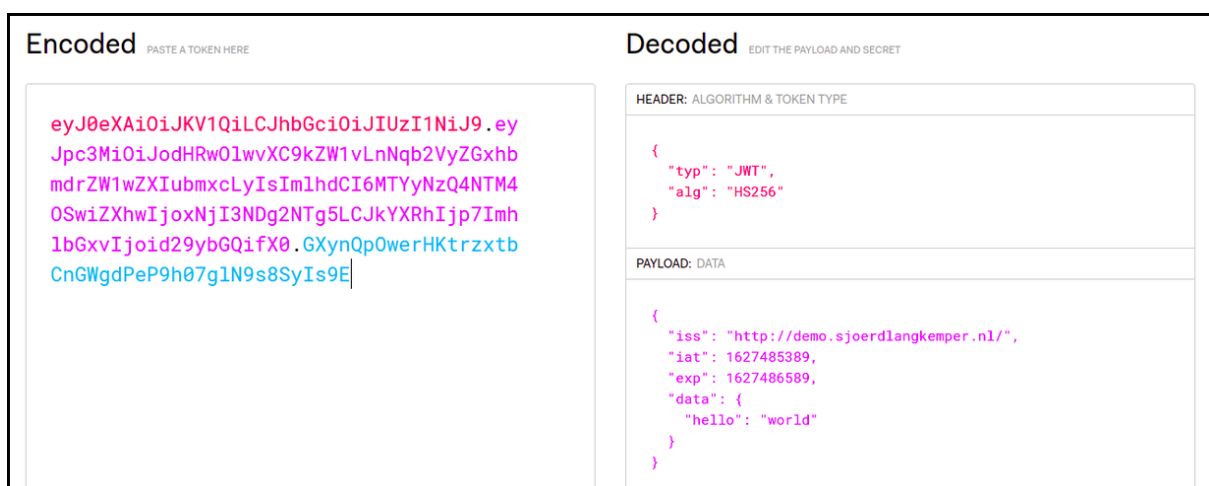 Encoded PASTE A TOKEN HERE
eyJ0eXAiOiJKV1QiLCJhbGciOiJIUzI1NiJ9.ey
Jpc3MiOiJodHRwOlwvXC9kZW1vLnNqb2VyZGxhb
mdrZW1wZXIubmxcLyIsImlhdCI6MTYyNzQ4NTM4
OSwiZXhwIjoxNjI3NDg2NTg5LCJkYXRhIjp7Imh
lbGxvIjoid29ybGQifX0.GXynQpOwerHKtrzxtb
CnGWgdPeP9h07glN9s8SyIs9E
Decoded EDIT THE PAYLOAD AND SECRET
HEADER: ALGORITHM & TOKEN TYPE
{
"typ": "JWT",
"alg": "HS256"
}
PAYLOAD: DATA
{
"iss": "http://demo.sjoerdlangkemper.nl/",
"iat": 1627485389,
"exp": 1627486589,
"data": {
"hello": "world"
}
}